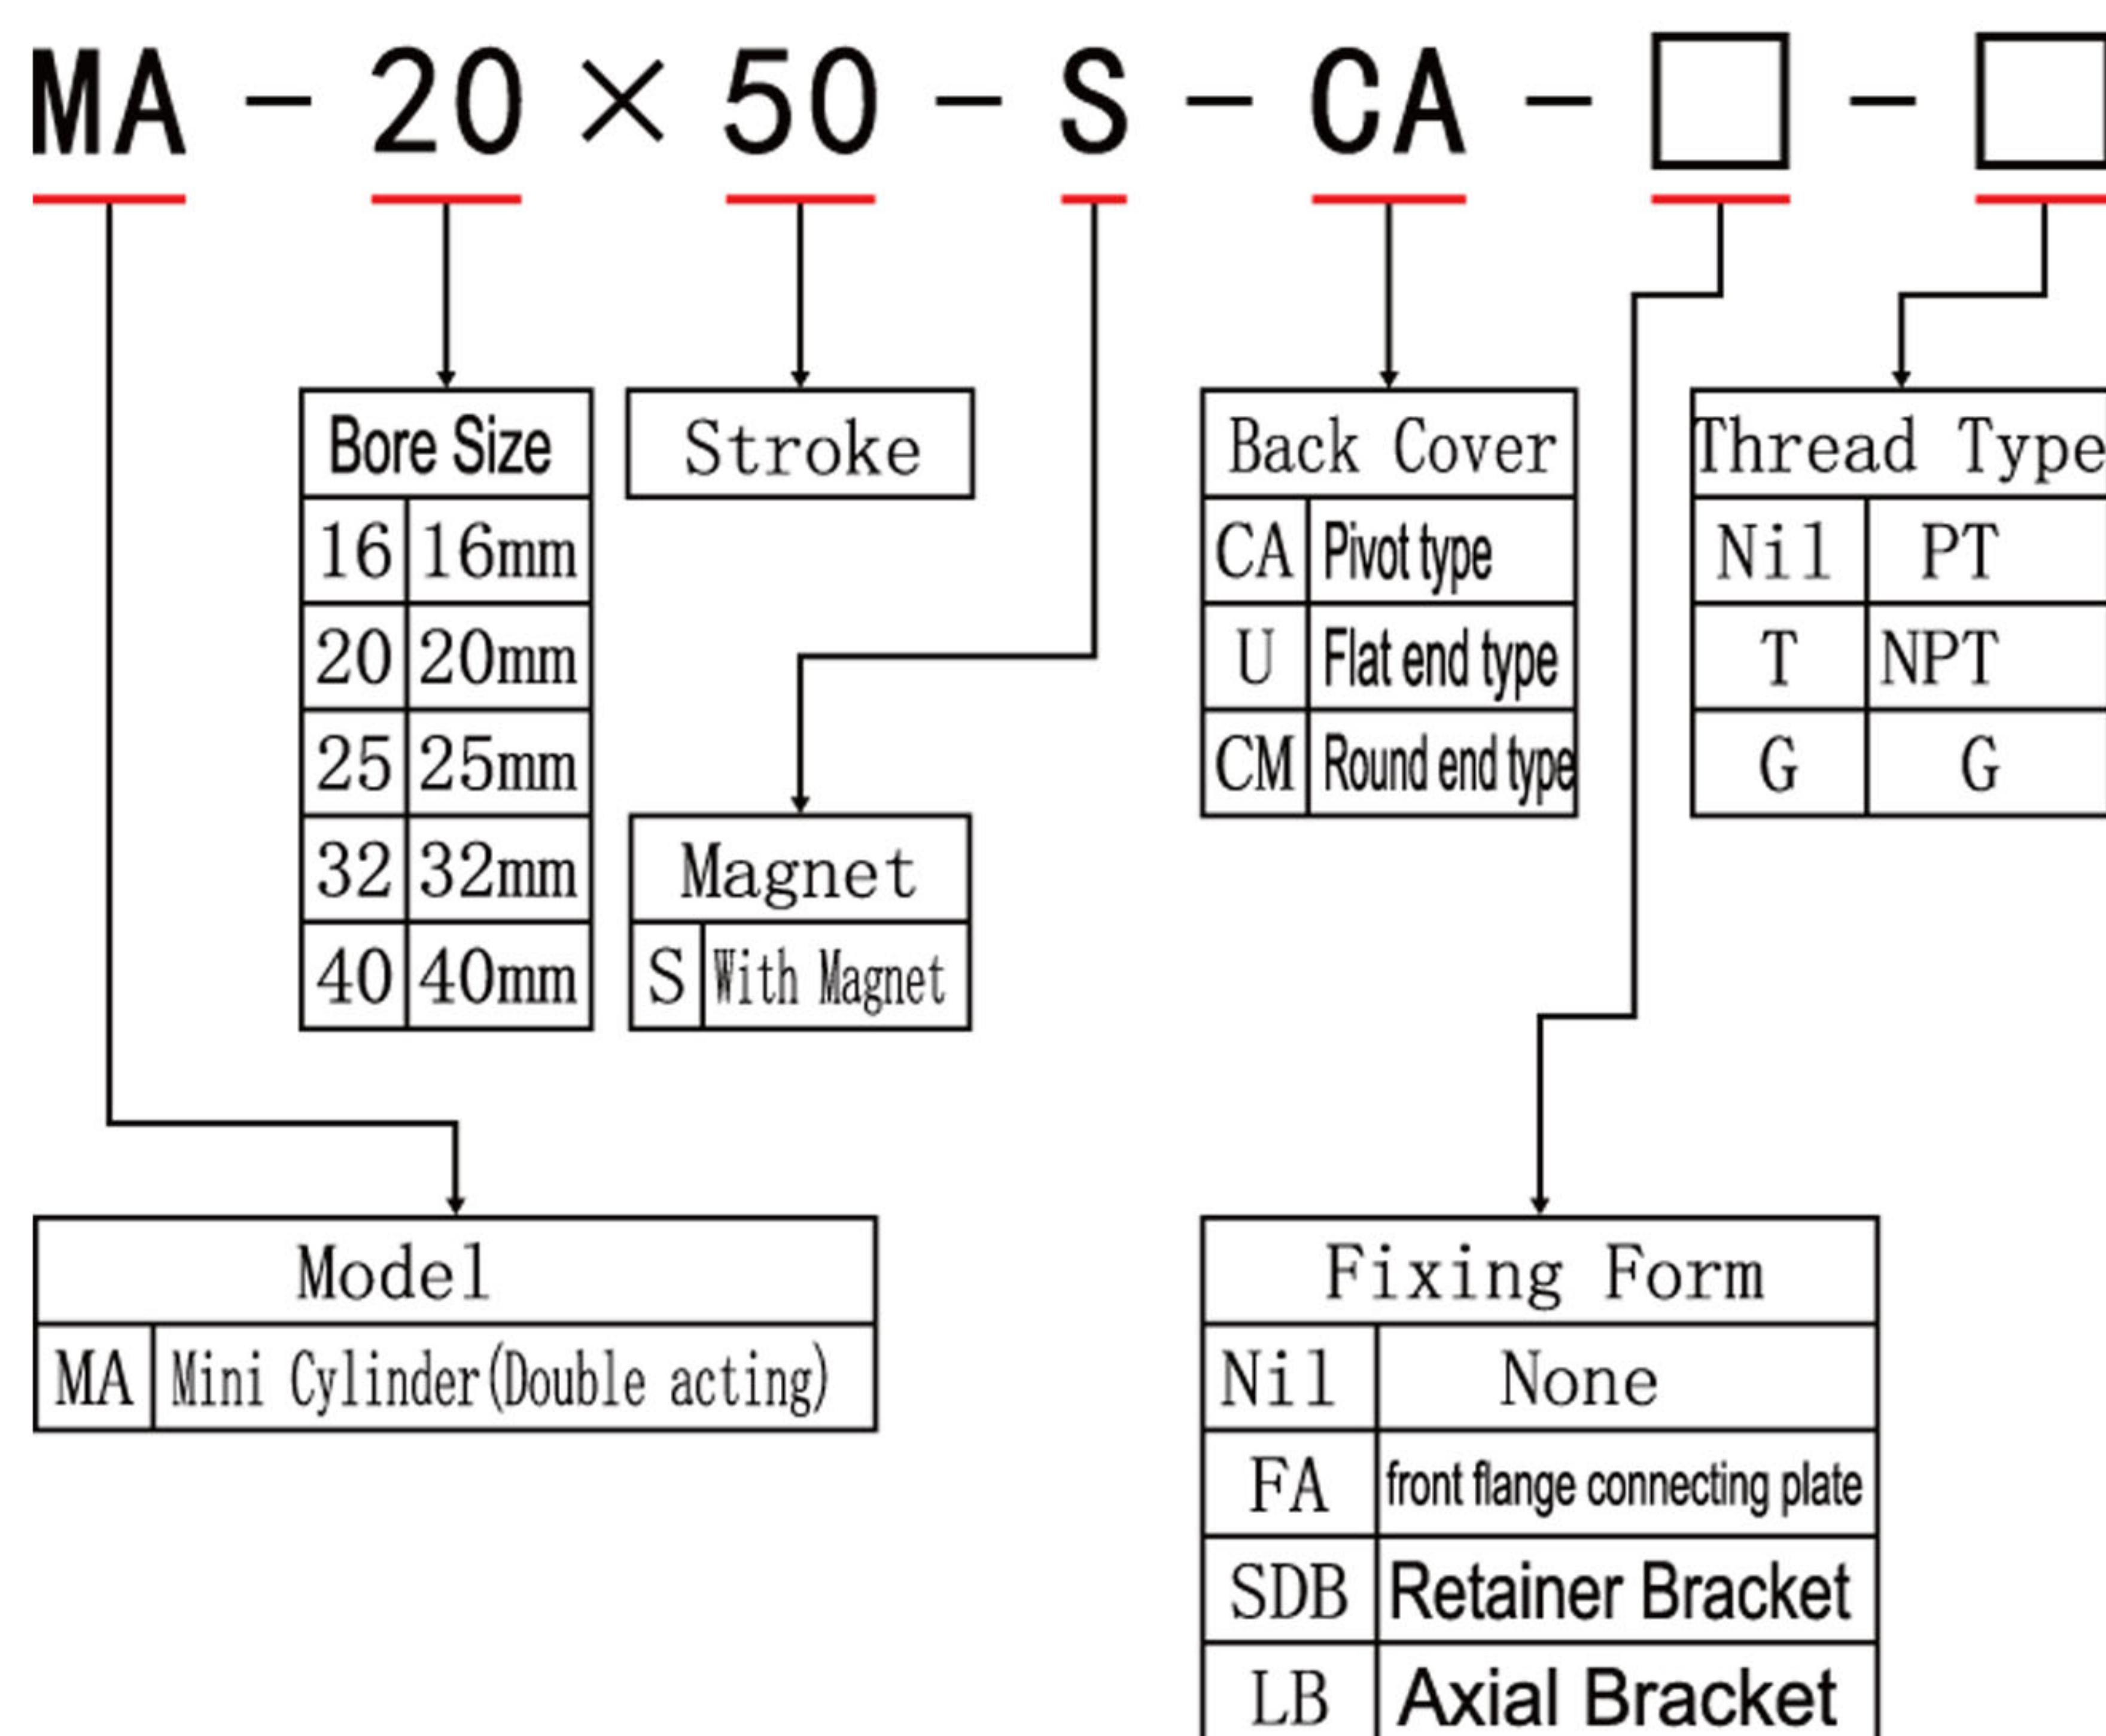 MA - 20 × 50 - S - CA - □ - □
Bore Size
16 16mm
20 20mm
25 25mm
32 32mm
40 40mm
Stroke
Magnet
S With Magnet
Back Cover
CA Pivot type
U Flat end type
CM Round end type
Thread Type
Nil PT
T NPT
G G
Model
MA Mini Cylinder(Double acting)
Fixing Form
Nil None
FA front flange connecting plate
SDB Retainer Bracket
LB Axial Bracket